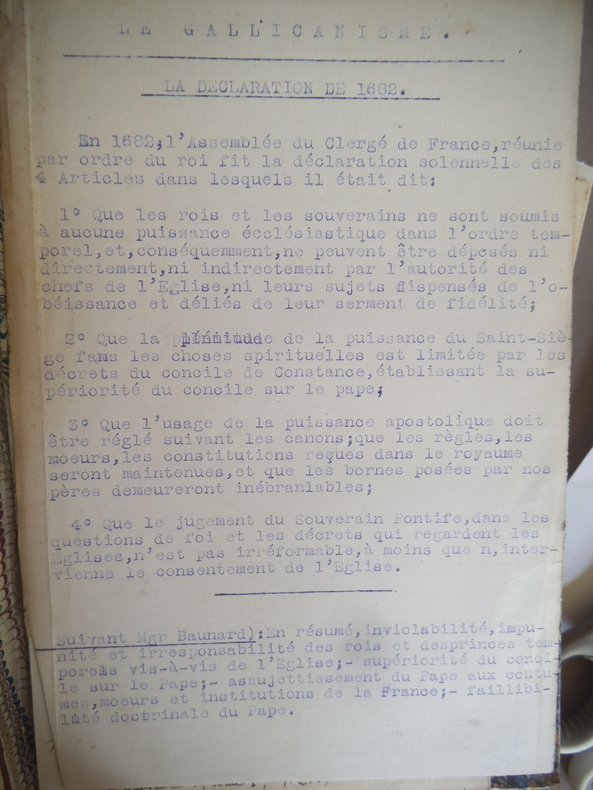 LE GALLICANISME.
LA DECLARATION DE 1682.
En 1682,l'Assemblée du Clergé de France,réunie
par ordre du roi fit la déclaration solennelle des
4 Articles dans lesquels il était dit:
1° Que les rois et les souverains ne sont soumis
à aucune puissance écclésiastique dans l'ordre tem-
porel,et,conséquemment,ne peuvent être déposés ni
directement,ni indirectement par l'autorité des
chefs de l'Eglise,ni leurs sujets dispensés de l'o-
béissance et déliés de leur serment de fidélité;
2° Que la plénitude de la puissance du Saint-Siè-
ge fans les choses spirituelles est limitée par les
décrets du concile de Constance,établissant la su-
périorité du concile sur le pape;
3° Que l'usage de la puissance apostolique doit
être réglé suivant les canons;que les règles,les
moeurs,les constitutions reçues dans le royaume
seront maintenues,et que les bornes posées par nos
pères demeureront inébranlables;
4° Que le jugement du Souverain Pontife,dans les
questions de foi et les décrets qui regardent les
Eglises,n'est pas irréformable,à moins que n,inter-
vienne le consentement de l'Eglise.
Suivant Mgr Baunard):En résumé,inviolabilité,impu-
nité et irresponsabilité des rois et desprinces tem-
porels vis-à-vis de l'Eglise;- supériorité du conci-
le sur le Pape;- assujettissement du Pape aux coutu-
mes,moeurs et institutions de la France;- faillibi-
lité doctrinale du Pape.